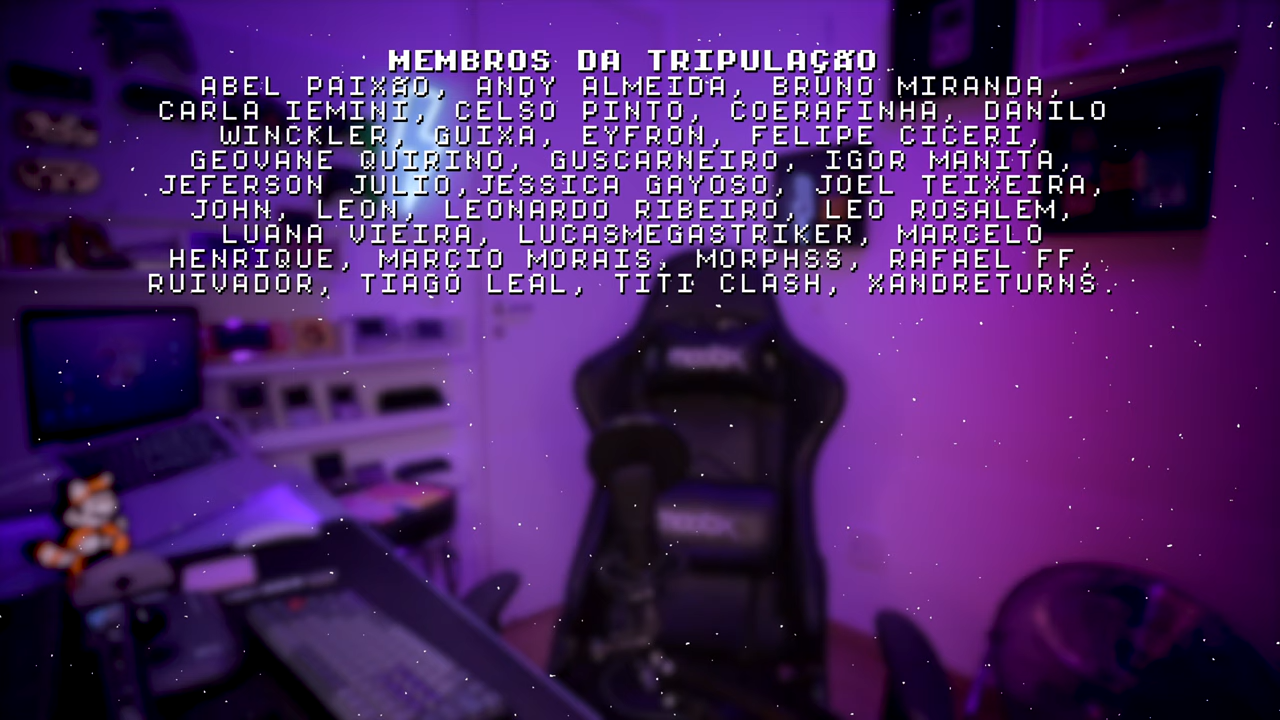 MEMBROS DA TRIPULAÇÃO
ABEL PAIXÃO, ANDY ALMEIDA, BRUNO MIRANDA,
CARLA IEMINI, CELSO PINTO, COERAFINHA, DANILO
WINCKLER, GUIXA, EYFRON, FELIPE CICERI,
GEOVANE QUIRINO, GUSCARNEIRO, IGOR MANITA,
JEFERSON JULIO,JESSICA GAYOSO, JOEL TEIXEIRA,
JOHN, LEON, LEONARDO RIBEIRO, LEO ROSALEM,
LUANA VIEIRA, LUCASMEGASTRIKER, MARCELO
HENRIQUE, MARCIO MORAIS, MORPHSS, RAFAEL FF,
RUIVADOR, TIAGO LEAL, TITI CLASH, XANDRETURNS.